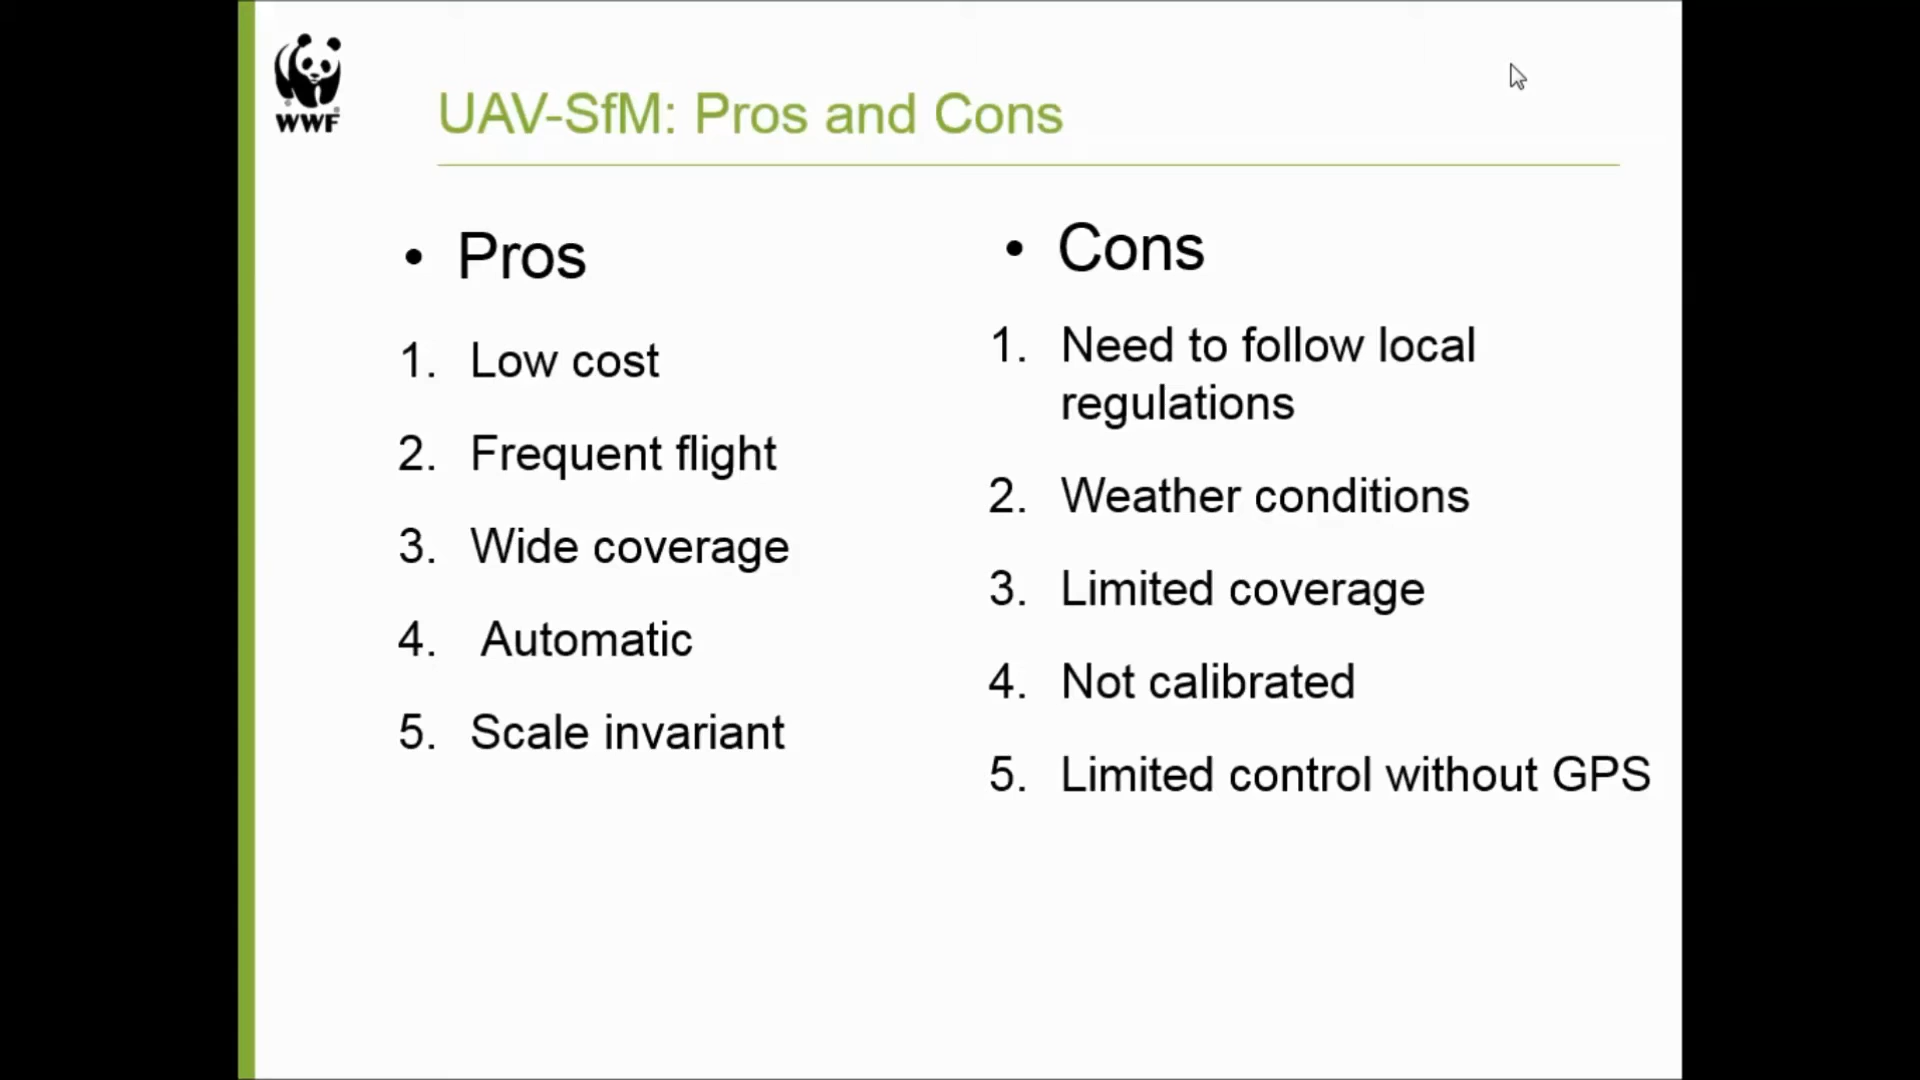 WWF
UAV-SfM: Pros and Cons
• Pros
1. Low cost
2. Frequent flight
3. Wide coverage
4. Automatic
5. Scale invariant
• Cons
1. Need to follow local
regulations
2. Weather conditions
3. Limited coverage
4. Not calibrated
5. Limited control without GPS